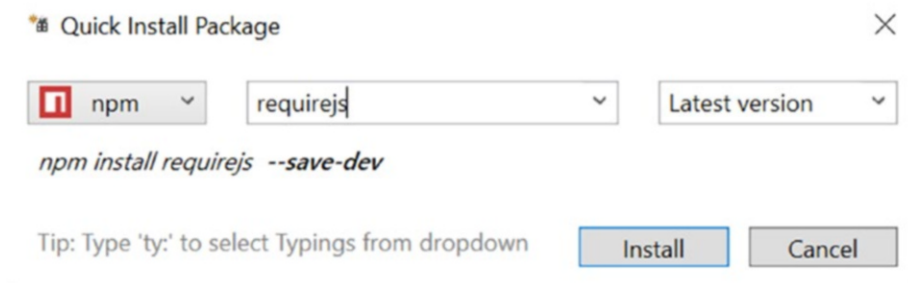 Quick Install Package
npm requirejs Latest version
npm install requirejs --save-dev
Tip: Type 'ty:' to select Typings from dropdown Install Cancel